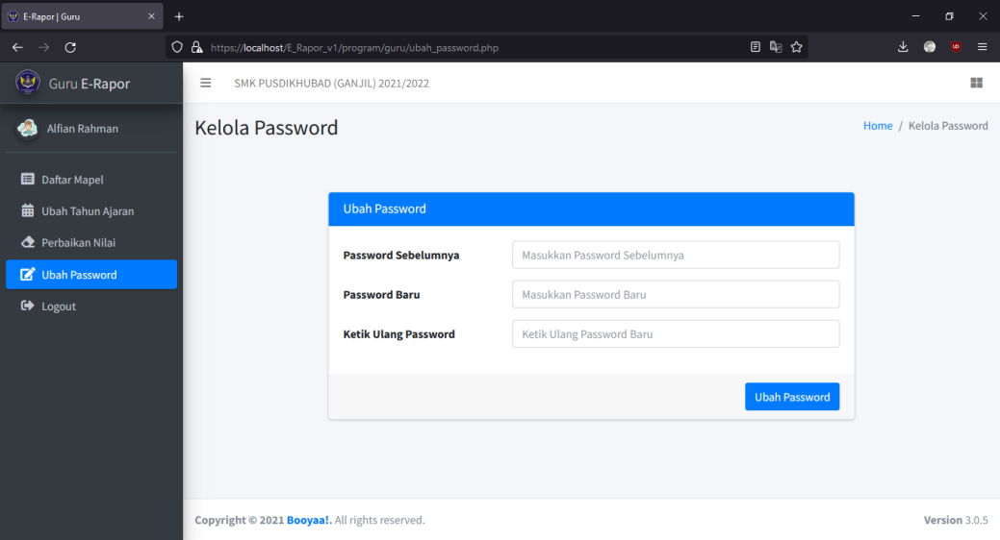 E-Rapor | Guru
https://localhost/E_Rapor_v1/program/guru/ubah_password.php
Guru E-Rapor
SMK PUSDIKHUBAD (GANJIL) 2021/2022
Alfian Rahman
Kelola Password
Home / Kelola Password
Daftar Mapel
Ubah Tahun Ajaran
Perbaikan Nilai
Ubah Password
Logout
Ubah Password
Password Sebelumnya
Masukkan Password Sebelumnya
Password Baru
Masukkan Password Baru
Ketik Ulang Password
Ketik Ulang Password Baru
Ubah Password
Copyright © 2021 Booyaa!. All rights reserved.
Version 3.0.5